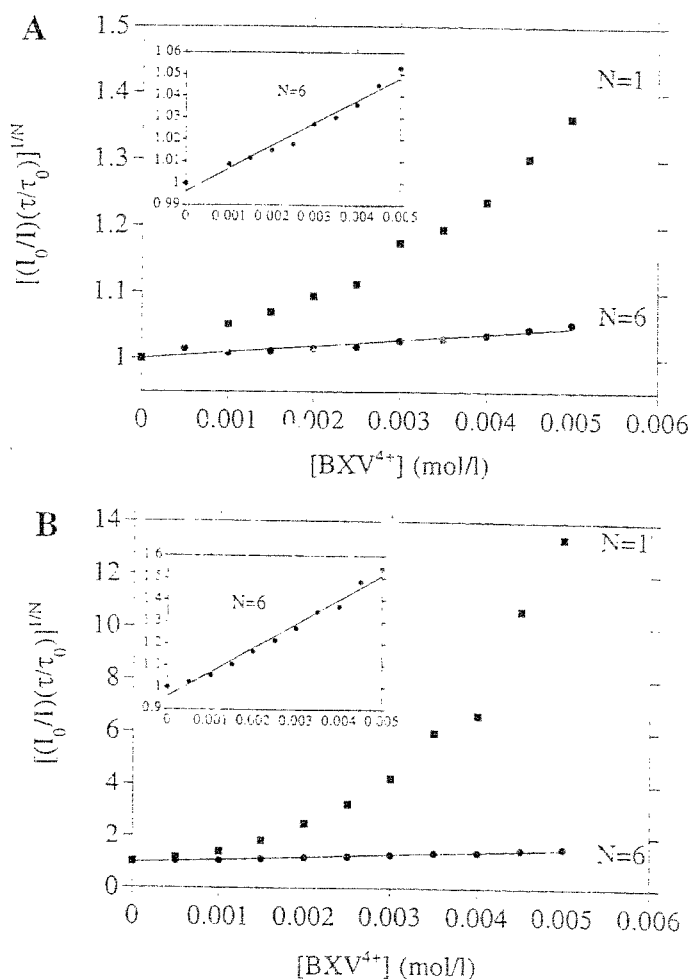 A
1.5
1.4
1.3
1.2
1.1
1
[(I₀/I)(τ/τ₀)]^1/N
1.06
1.05
1.04
1.03
1.02
1.01
1
0.99
N=6
0 0.001 0.002 0.003 0.004 0.005
N=1
N=6
0 0.001 0.002 0.003 0.004 0.005 0.006
[BXV⁴⁺] (mol/l)
B
14
12
10
8
6
4
2
0
[(I₀/I)(τ/τ₀)]^1/N
1.6
1.5
1.4
1.3
1.2
1.1
1
0.9
N=6
0 0.001 0.002 0.003 0.004 0.005
N=1
N=6
0 0.001 0.002 0.003 0.004 0.005 0.006
[BXV⁴⁺] (mol/l)